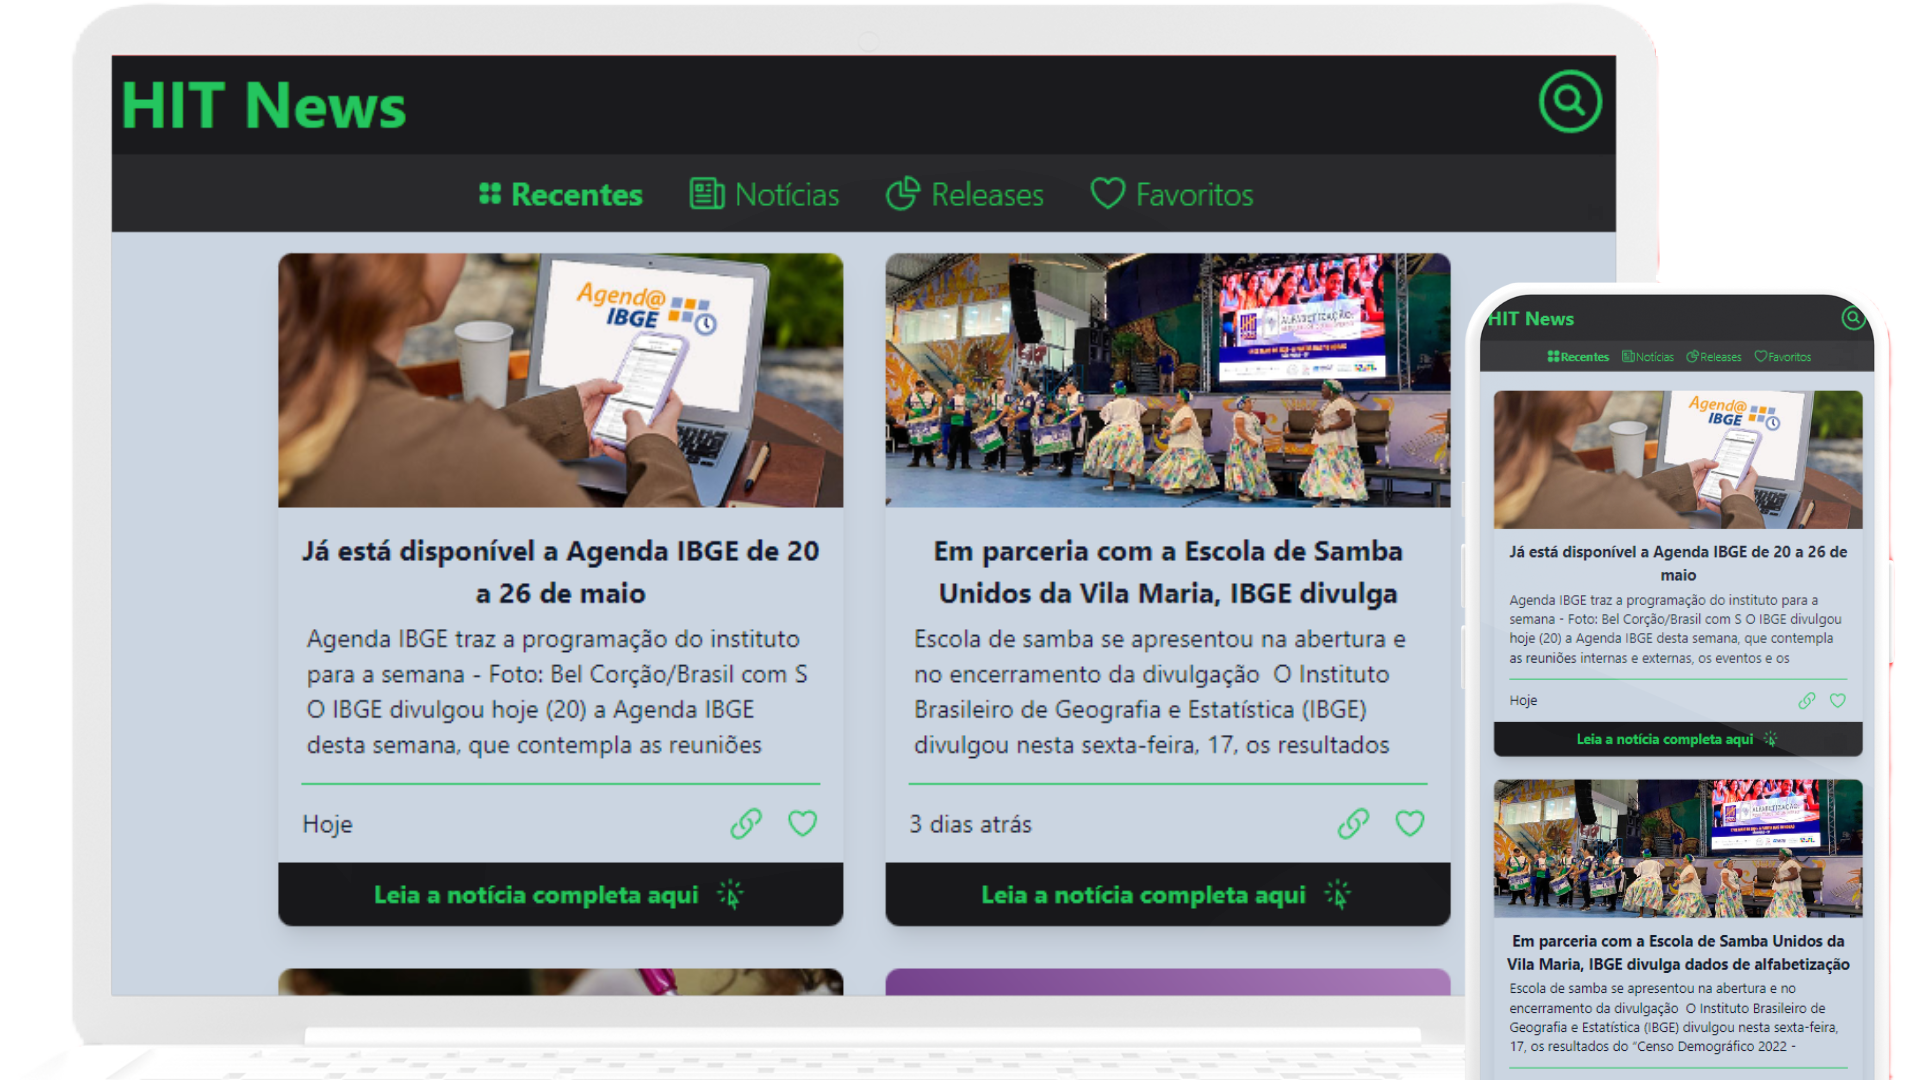 HIT News
Recentes Notícias Releases Favoritos
Agend@
IBGE
ALFABETIZAÇÃO
Já está disponível a Agenda IBGE de 20
a 26 de maio
Agenda IBGE traz a programação do instituto
para a semana - Foto: Bel Corção/Brasil com S
O IBGE divulgou hoje (20) a Agenda IBGE
desta semana, que contempla as reuniões
Hoje
Leia a notícia completa aqui
Em parceria com a Escola de Samba
Unidos da Vila Maria, IBGE divulga
Escola de samba se apresentou na abertura e
no encerramento da divulgação  O Instituto
Brasileiro de Geografia e Estatística (IBGE)
divulgou nesta sexta-feira, 17, os resultados
3 dias atrás
Leia a notícia completa aqui
HIT News
Recentes Notícias Releases Favoritos
Agend@
IBGE
Já está disponível a Agenda IBGE de 20 a 26 de
maio
Agenda IBGE traz a programação do instituto para a
semana - Foto: Bel Corção/Brasil com S O IBGE divulgou
hoje (20) a Agenda IBGE desta semana, que contempla
as reuniões internas e externas, os eventos e os
Hoje
Leia a notícia completa aqui
ALFABETIZAÇÃO
Em parceria com a Escola de Samba Unidos da
Vila Maria, IBGE divulga dados de alfabetização
Escola de samba se apresentou na abertura e no
encerramento da divulgação  O Instituto Brasileiro de
Geografia e Estatística (IBGE) divulgou nesta sexta-feira,
17, os resultados do “Censo Demográfico 2022 -